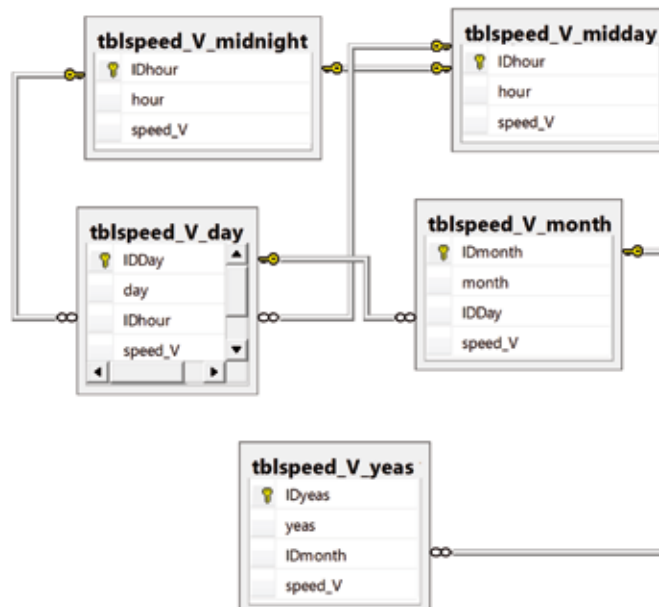 tblspeed_V_midnight
IDhour
hour
speed_V
tblspeed_V_midday
IDhour
hour
speed_V
tblspeed_V_day
IDDay
day
IDhour
speed_V
tblspeed_V_month
IDmonth
month
IDDay
speed_V
tblspeed_V_yeas
IDyeas
yeas
IDmonth
speed_V